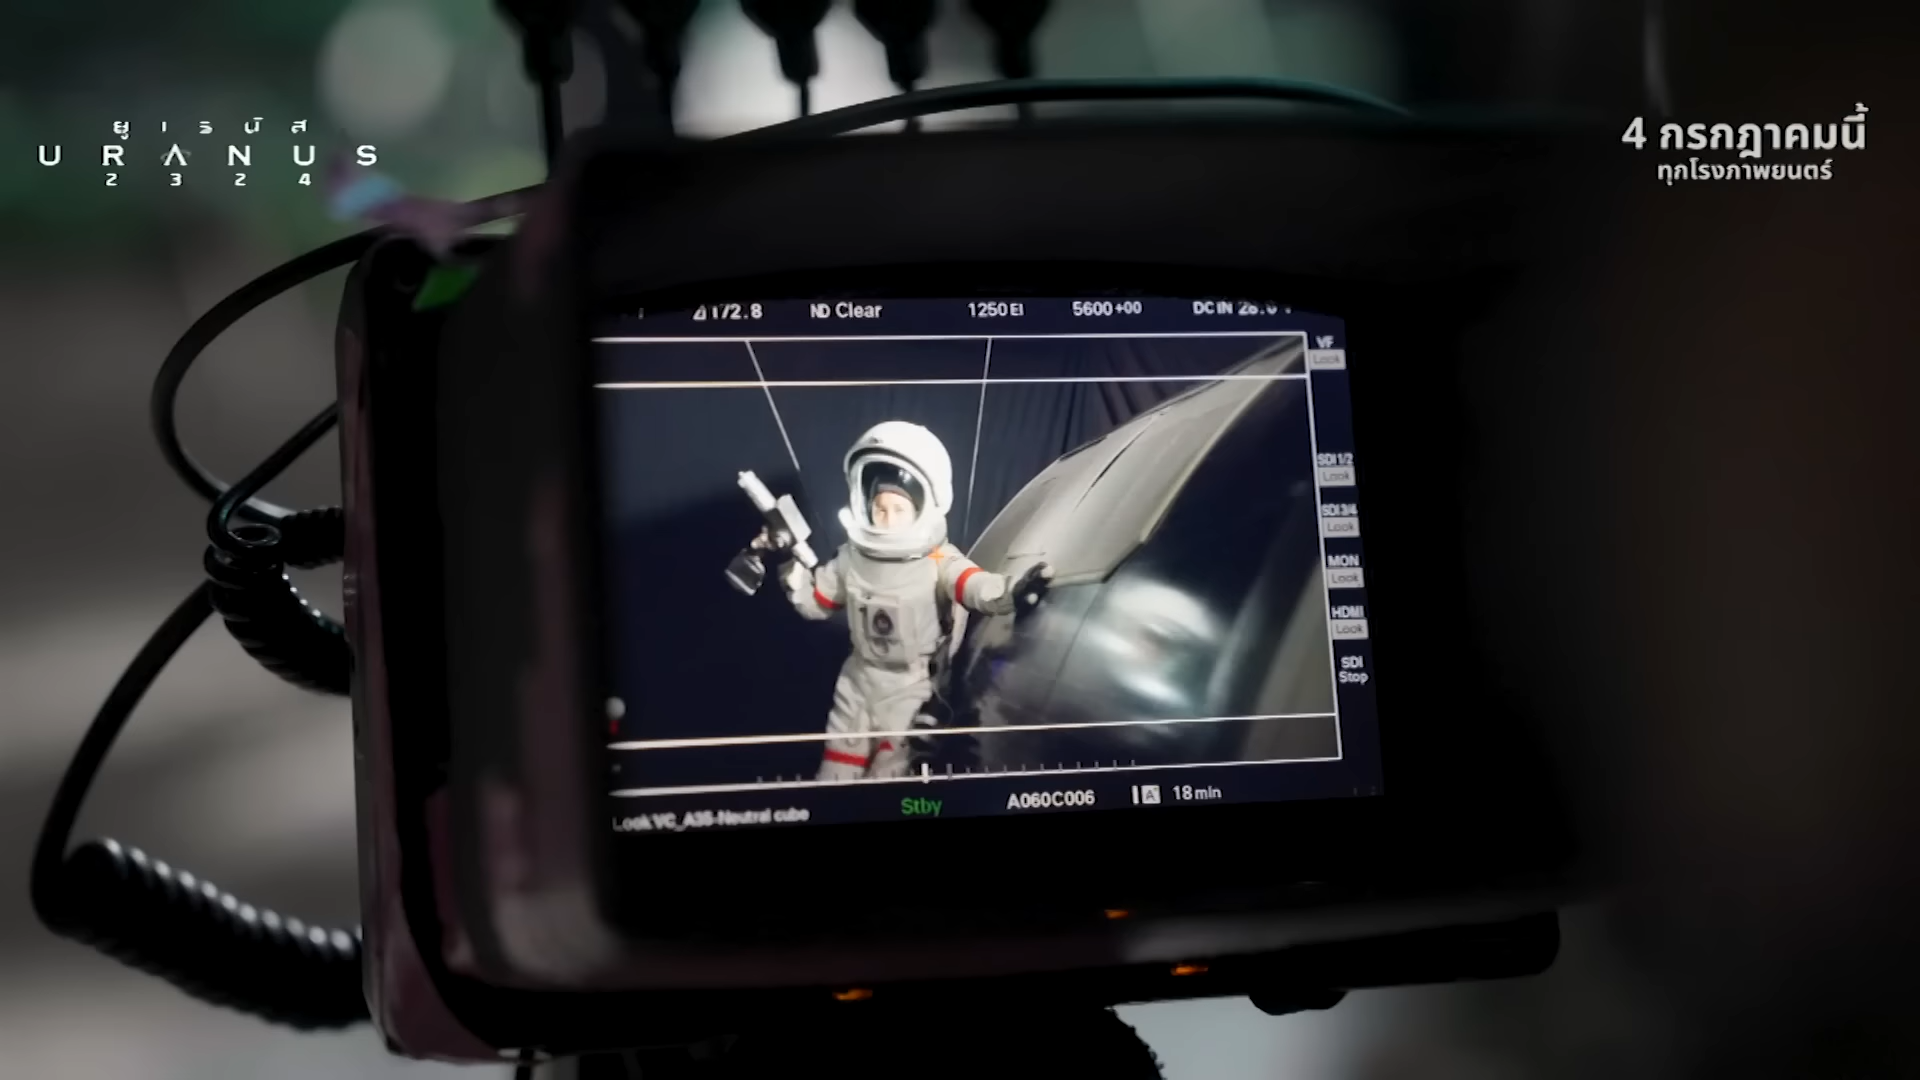 ยูเรนัส
URANUS
2324
4 กรกฎาคมนี้
ทุกโรงภาพยนตร์
172.8 ND Clear 1250 EI 5600+00 DC IN
VF
Look
SDI 1/2
Look
SDI 3/4
Look
MON
Look
HDMI
Look
SDI
Stop
Look VC_A35-Neutral cube Stby A060C006 A 18 min